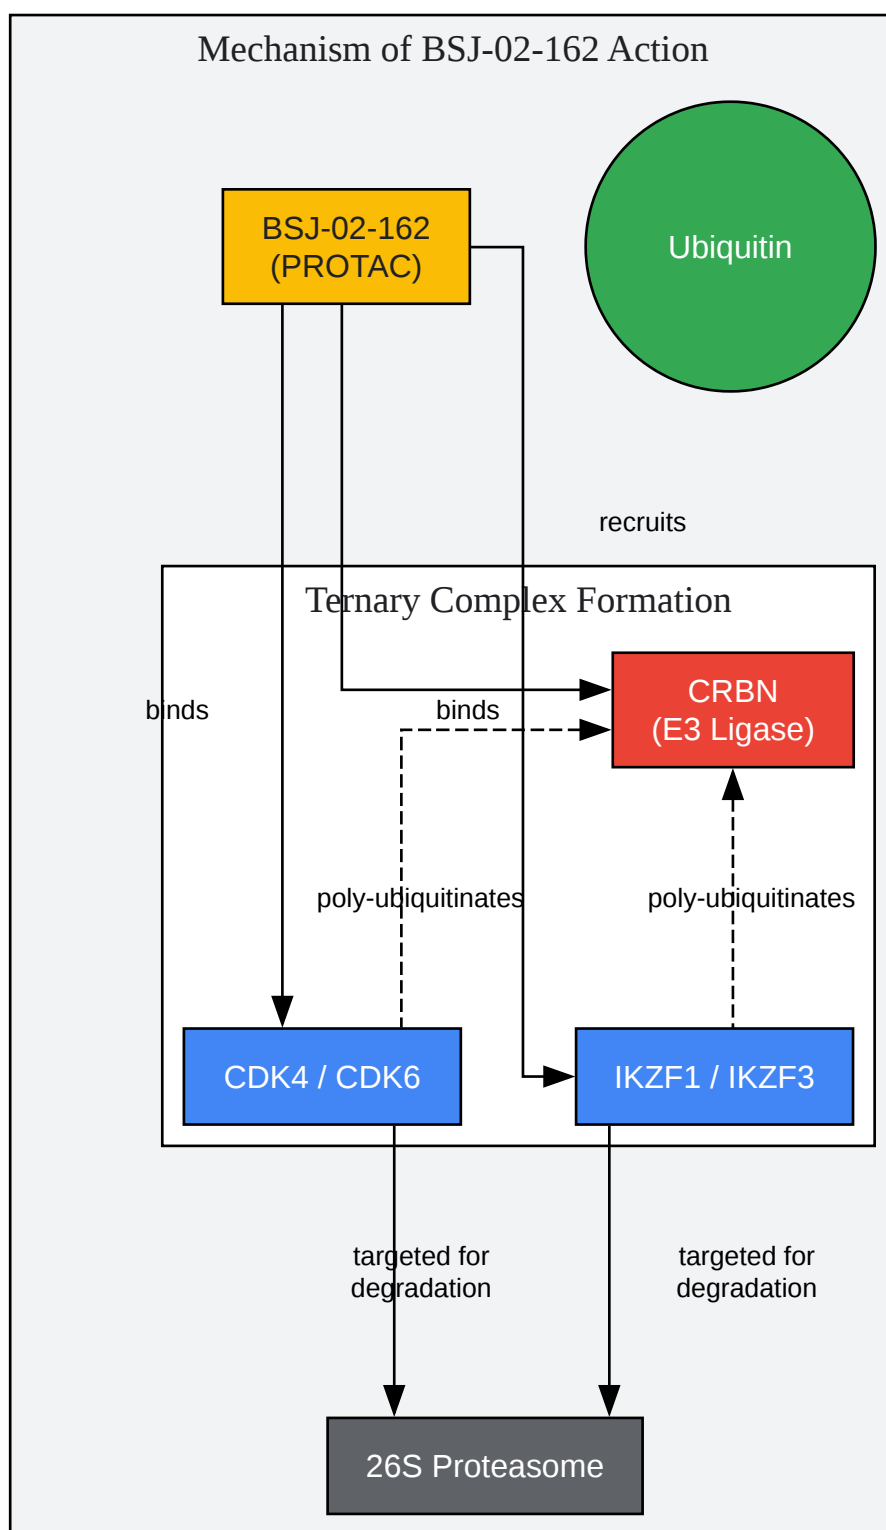 Mechanism of BSJ-02-162 Action
BSJ-02-162
(PROTAC)
Ubiquitin
recruits
Ternary Complex Formation
CRBN
(E3 Ligase)
binds
binds
poly-ubiquitinates
poly-ubiquitinates
CDK4 / CDK6
IKZF1 / IKZF3
targeted for
degradation
targeted for
degradation
26S Proteasome